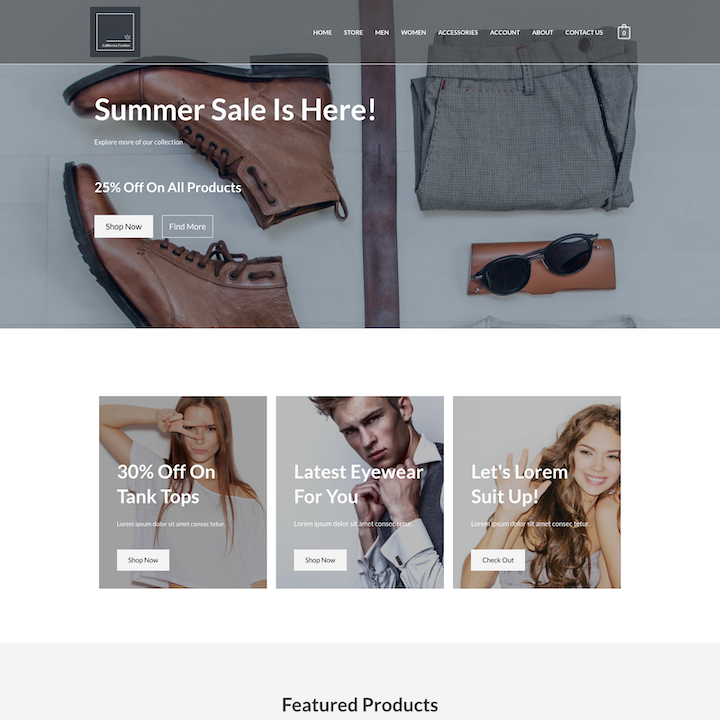 California Fashion
HOME STORE MEN WOMEN ACCESSORIES ACCOUNT ABOUT CONTACT US 0
Summer Sale Is Here!
Explore more of our collection
25% Off On All Products
Shop Now Find More
30% Off On
Tank Tops
Lorem ipsum dolor sit amet consec tetur.
Shop Now
Latest Eyewear
For You
Lorem ipsum dolor sit amet consec tetur.
Shop Now
Let's Lorem
Suit Up!
Lorem ipsum dolor sit amet consec tetur.
Check Out
Featured Products